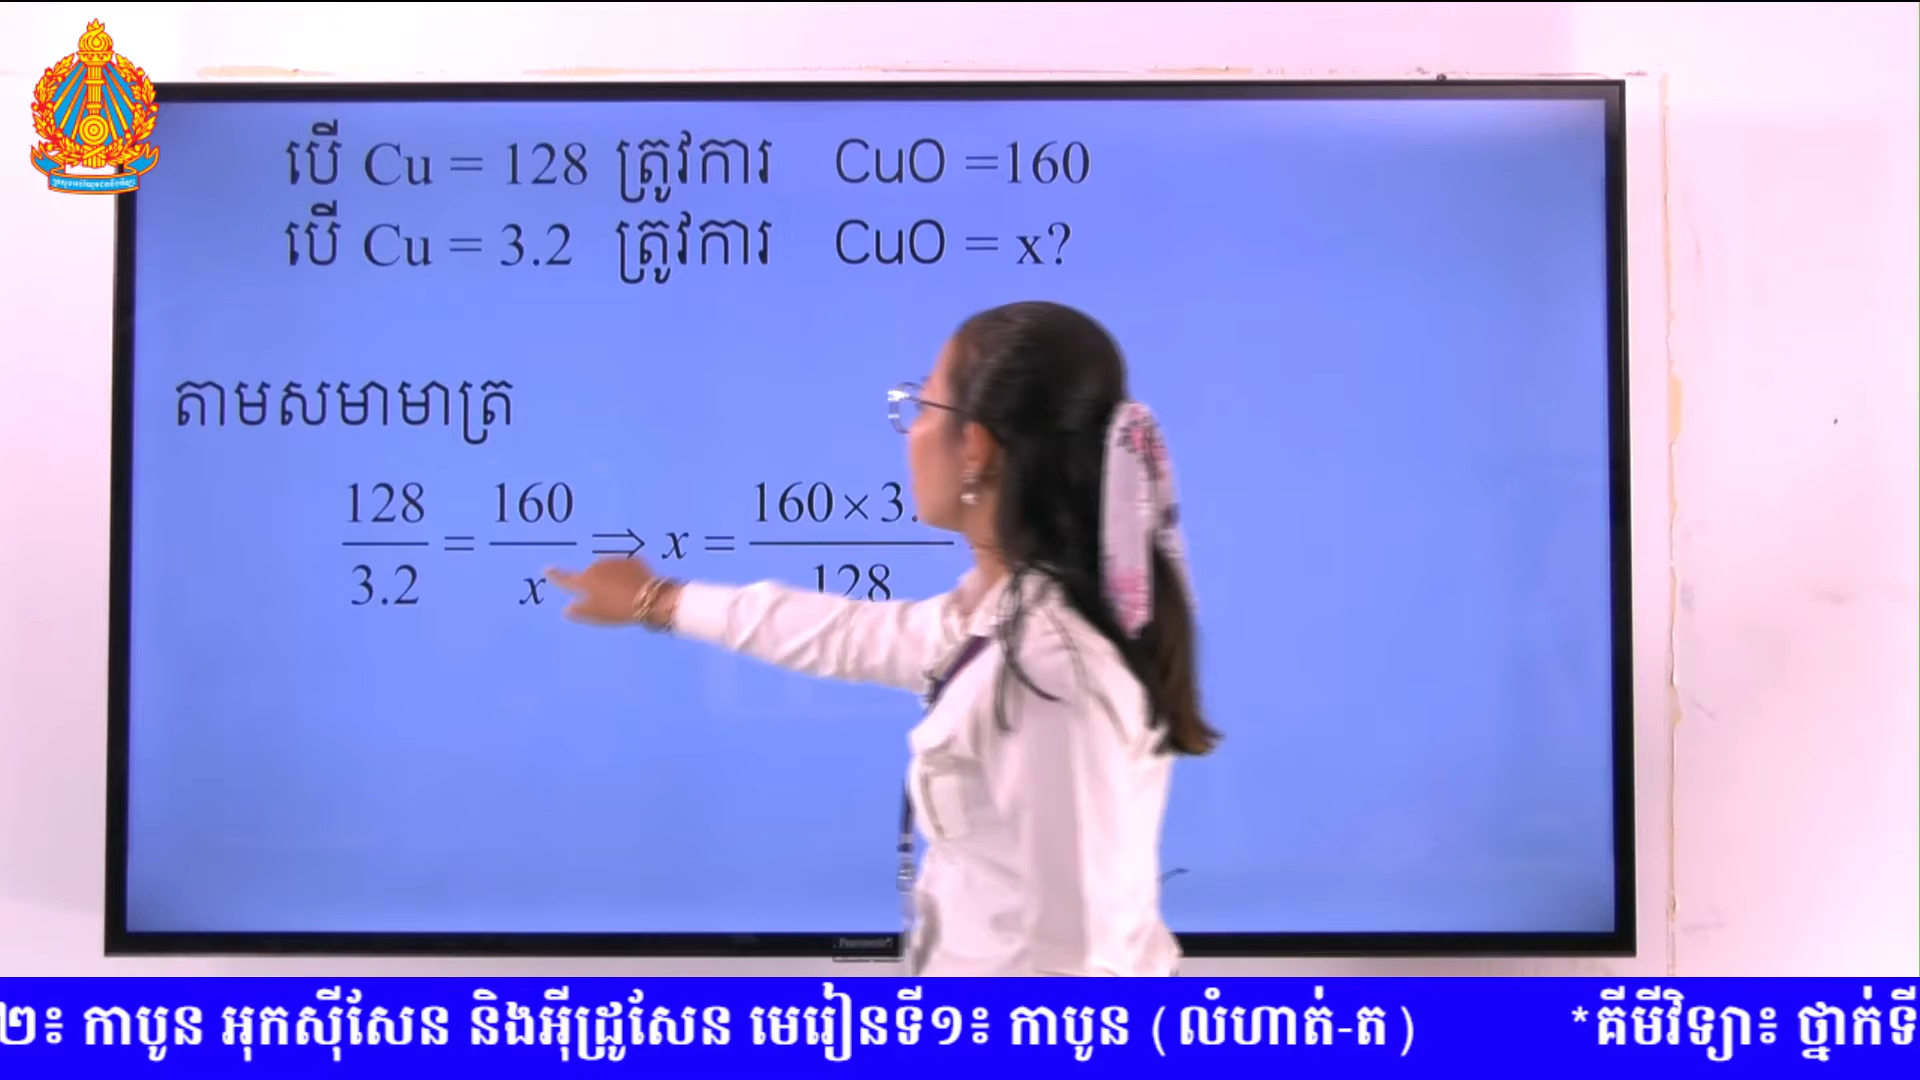 បើ Cu = 128 ត្រូវការ CuO =160
បើ Cu = 3.2 ត្រូវការ CuO = x?
តាមសមាមាត្រ
128/3.2 = 160/x ⇒ x = 160×3./128
២៖ កាបូន អុកស៊ីសែន និងអ៊ីដ្រូសែន មេរៀនទី១៖ កាបូន (លំហាត់-ត) *គីមីវិទ្យា៖ ថ្នាក់ទី